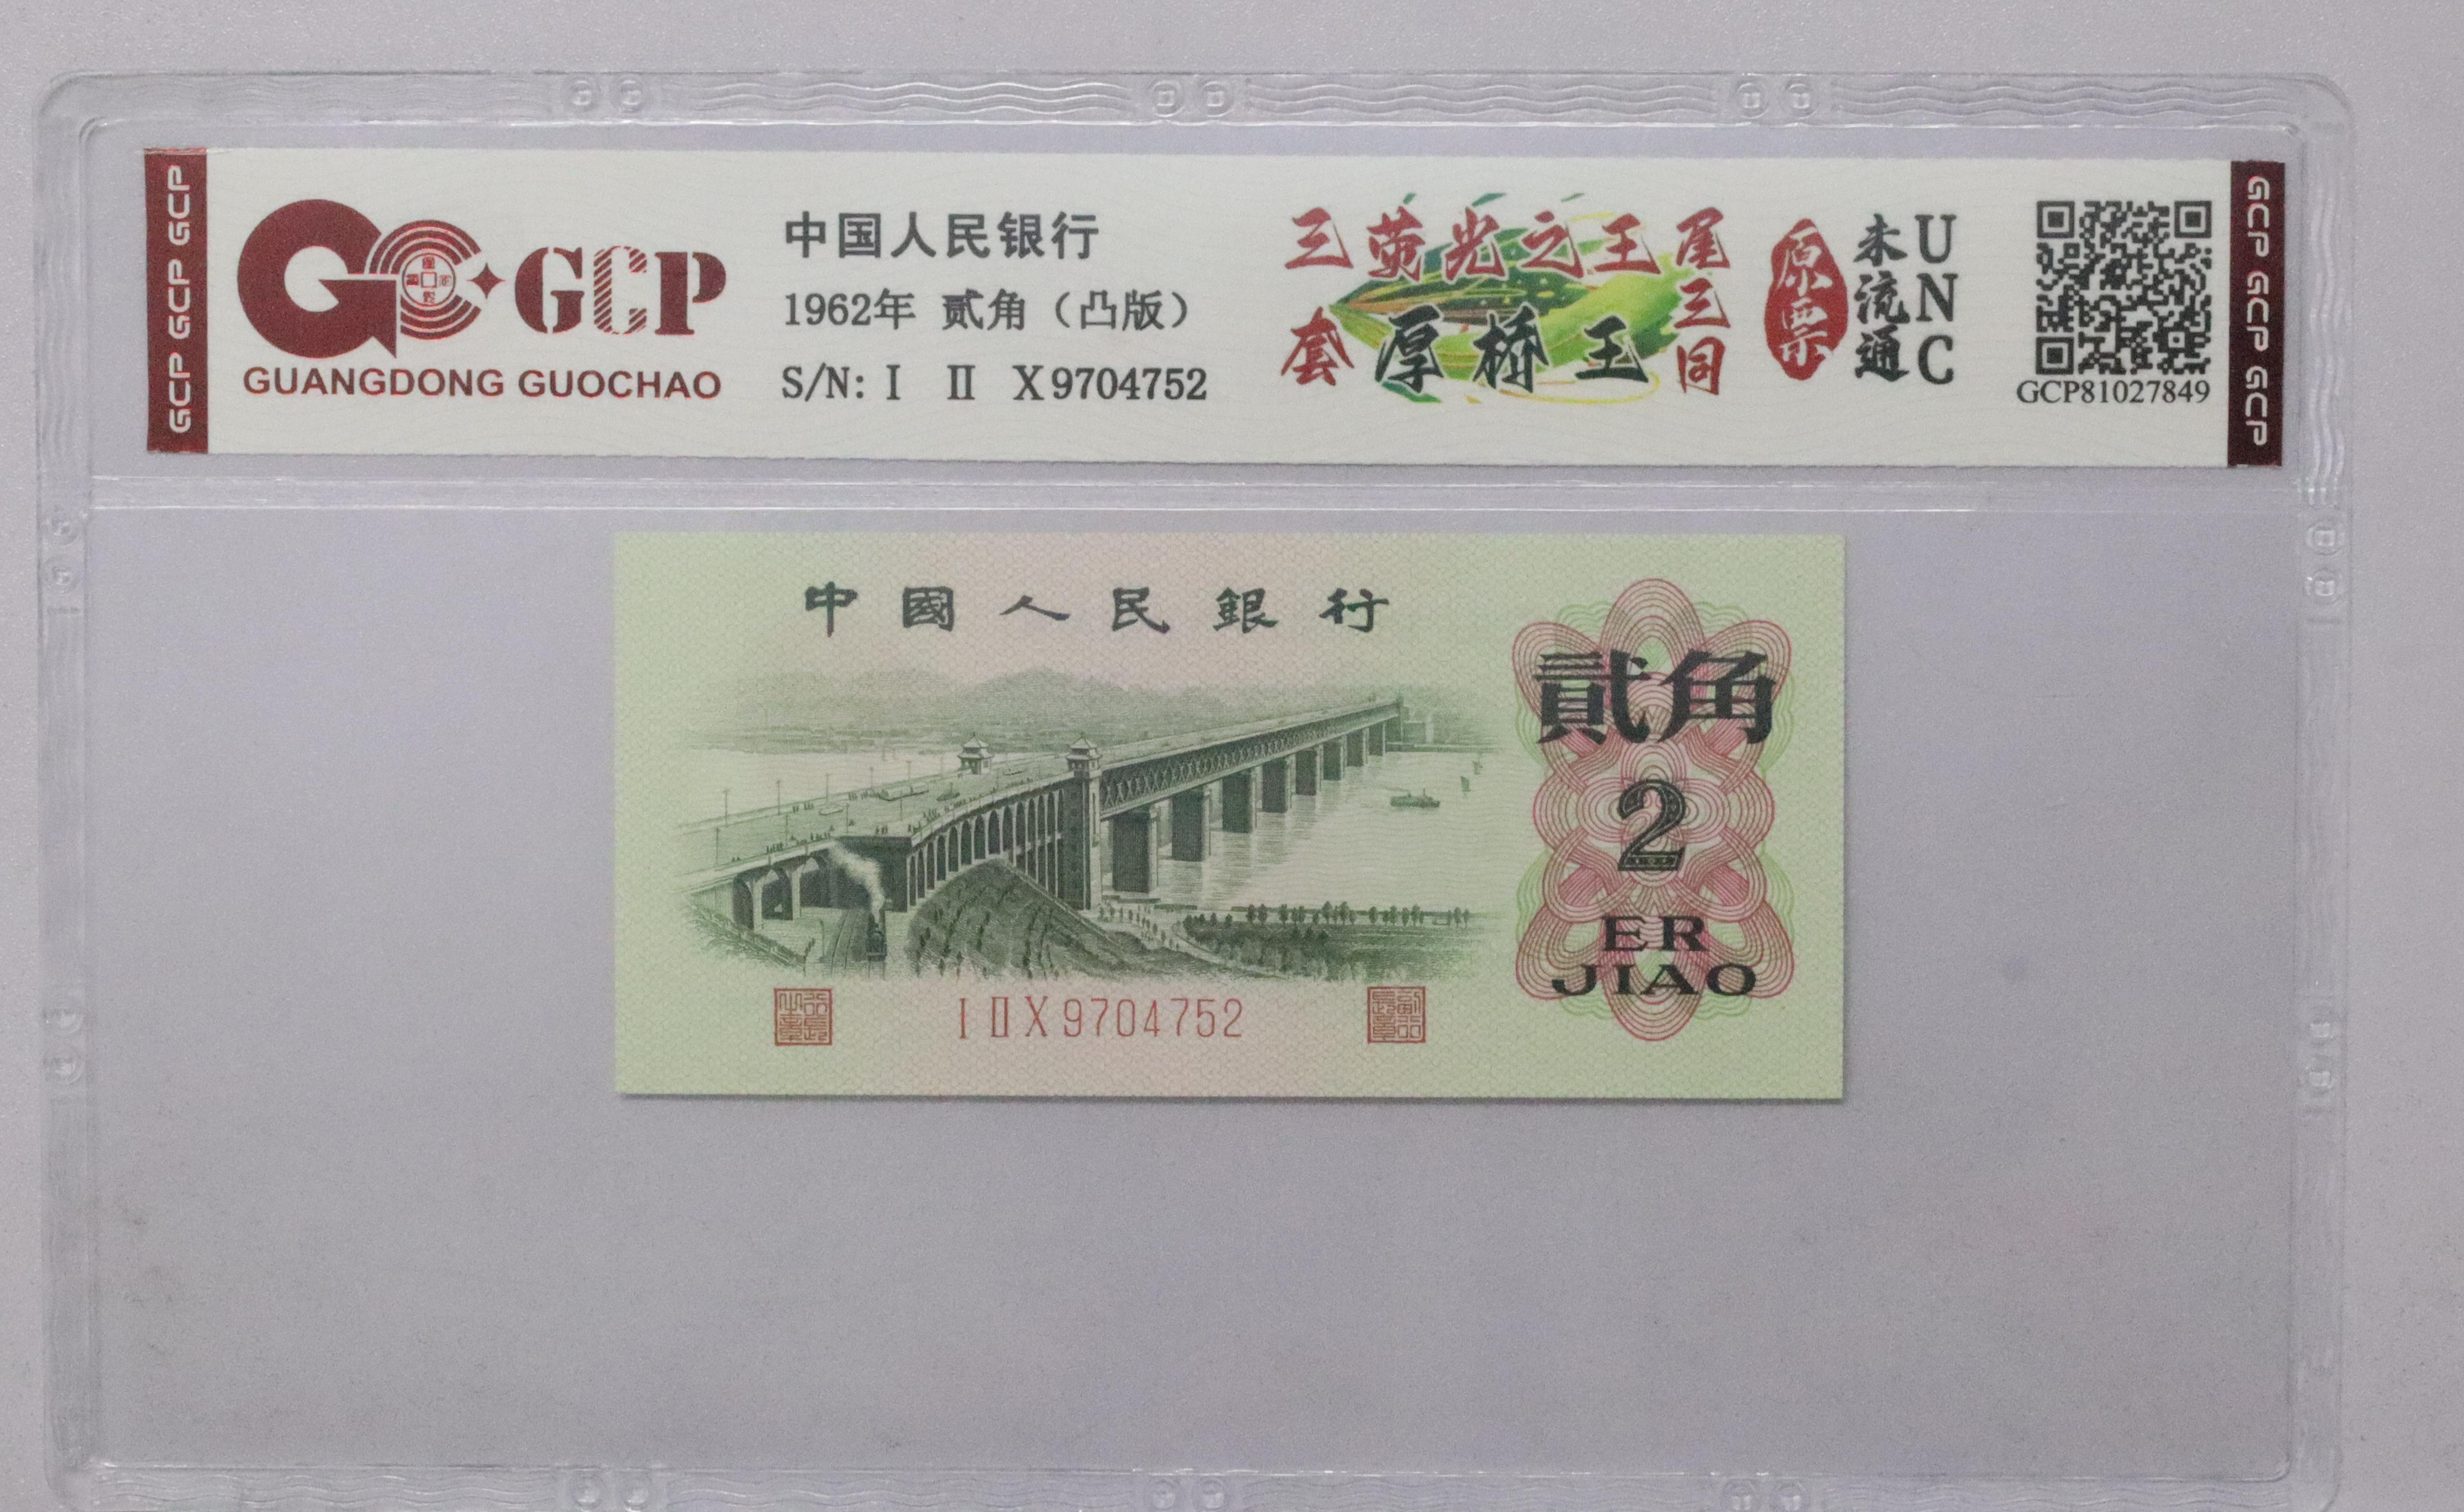 GCP GCP GCP
GCP
GUANGDONG GUOCHAO
中国人民银行
1962年 贰角（凸版）
S/N: I II X9704752
三套
荧光之王
厚桥王
尾三同
原票
未流通
UNC
GCP81027849
GCP GCP GCP
中國人民銀行
貳角
2
ER
JIAO
I II X 9704752